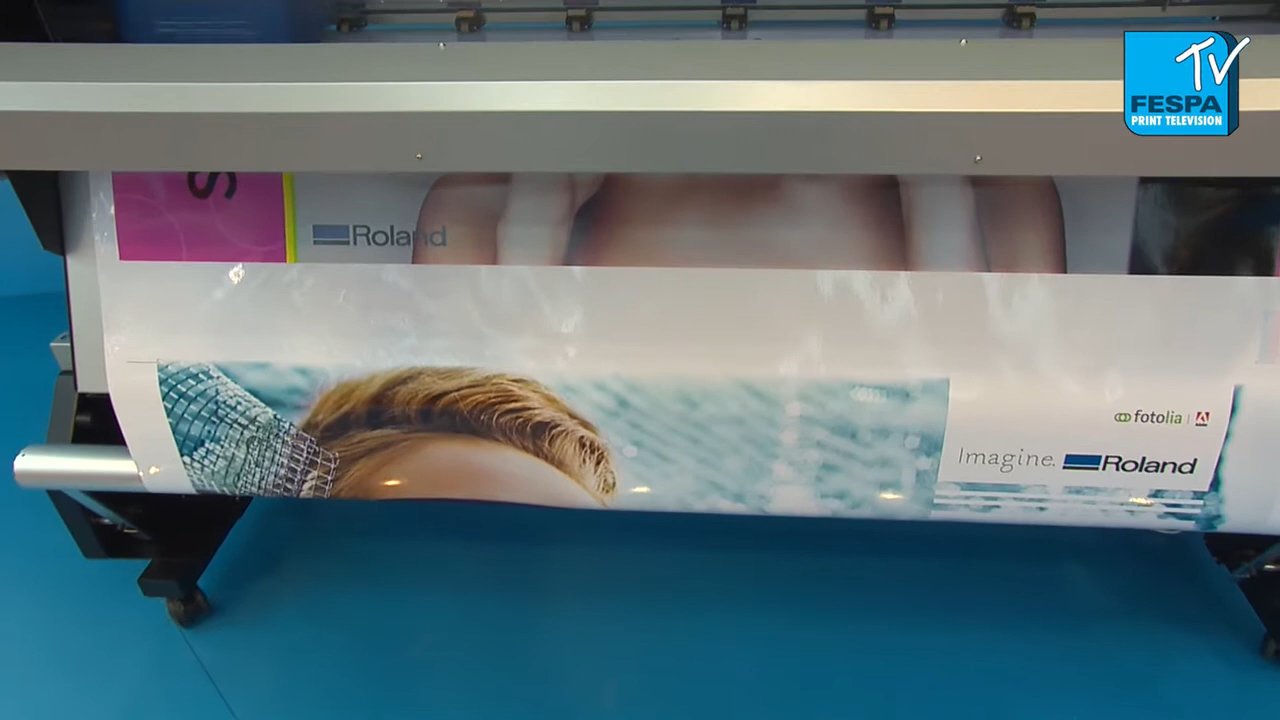 TV
FESPA
PRINT TELEVISION
S
Roland
fotolia
Imagine. Roland